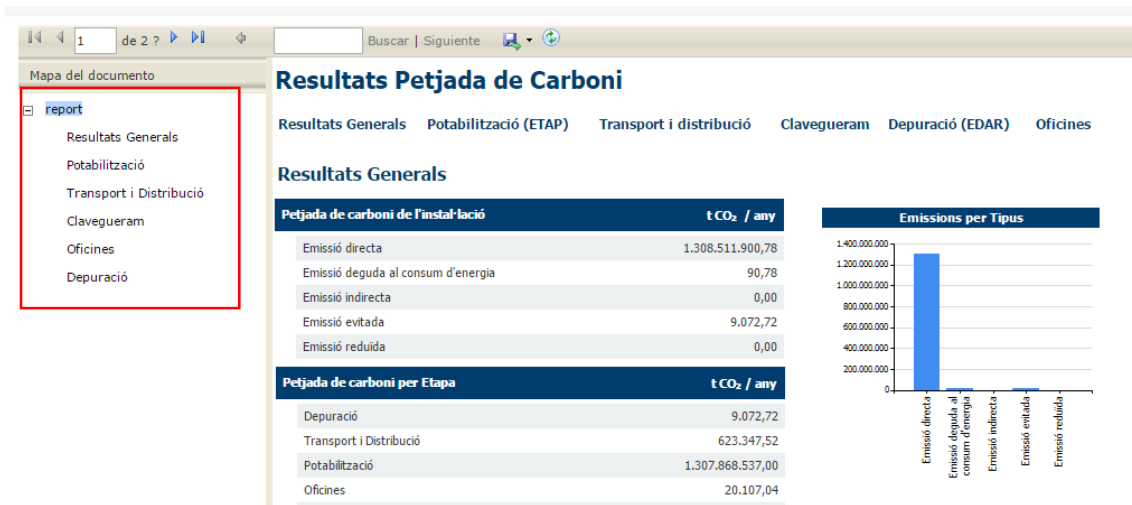 1 de 2 ? Buscar | Siguiente
Mapa del documento
report
Resultats Generals
Potabilització
Transport i Distribució
Clavegueram
Oficines
Depuració
Resultats Petjada de Carboni
Resultats Generals Potabilització (ETAP) Transport i distribució Clavegueram Depuració (EDAR) Oficines
Resultats Generals
Petjada de carboni de l'instal·lació t CO₂ / any
Emissió directa 1.308.511.900,78
Emissió deguda al consum d'energia 90,78
Emissió indirecta 0,00
Emissió evitada 9.072,72
Emissió reduïda 0,00
Petjada de carboni per Etapa t CO₂ / any
Depuració 9.072,72
Transport i Distribució 623.347,52
Potabilització 1.307.868.537,00
Oficines 20.107,04
Emissions per Tipus
1.400.000.000
1.200.000.000
1.000.000.000
800.000.000
600.000.000
400.000.000
200.000.000
0
Emissió directa
Emissió deguda al
consum d'energia
Emissió indirecta
Emissió evitada
Emissió reduïda